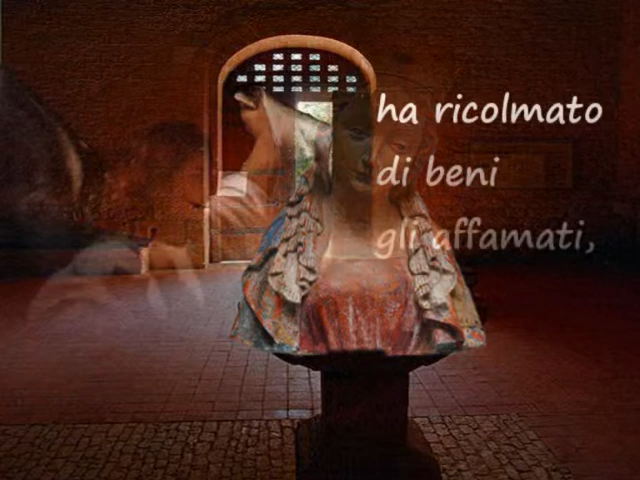 ha ricolmato
di beni
gli affamati,